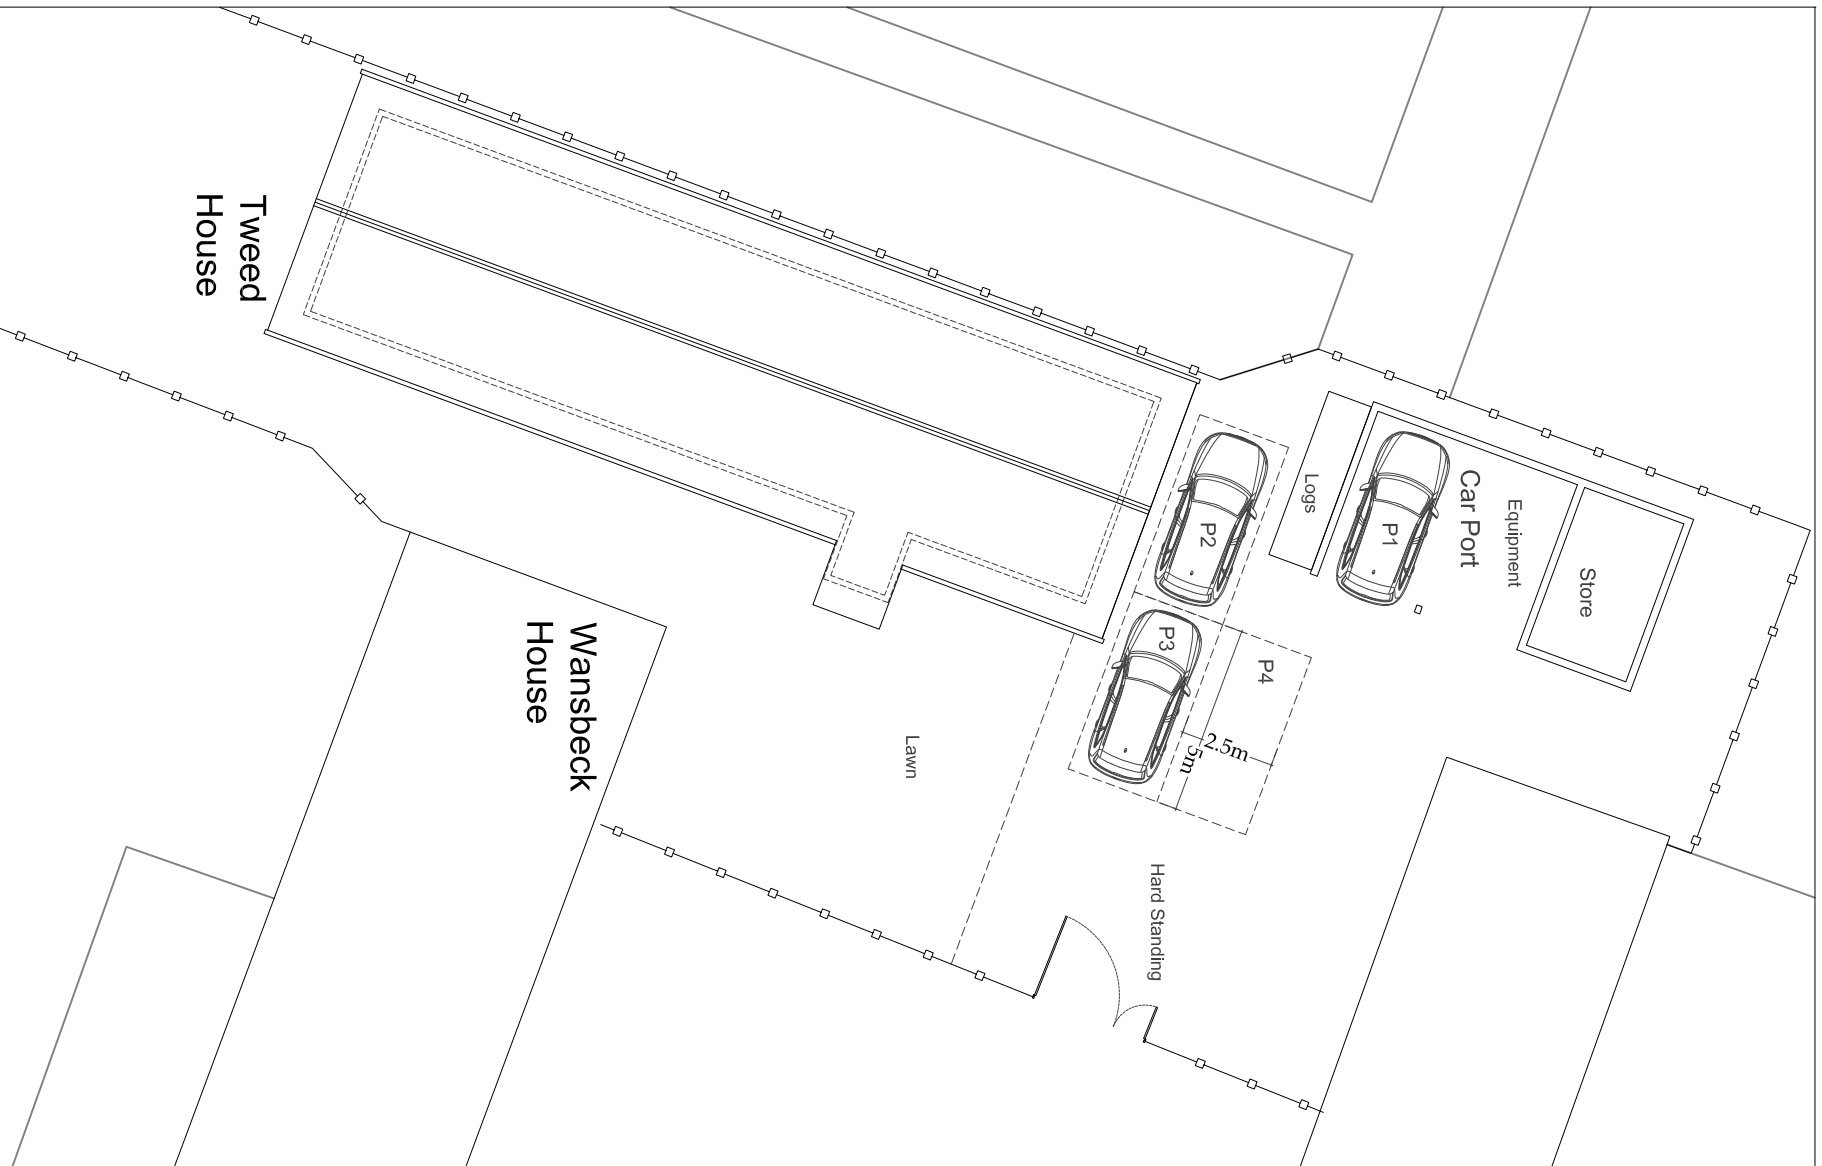 Tweed
House
Wansbeck
House
Lawn
P2
P3
P4
2.5m
5m
Logs
P1
Car Port
Equipment
Store
Hard Standing